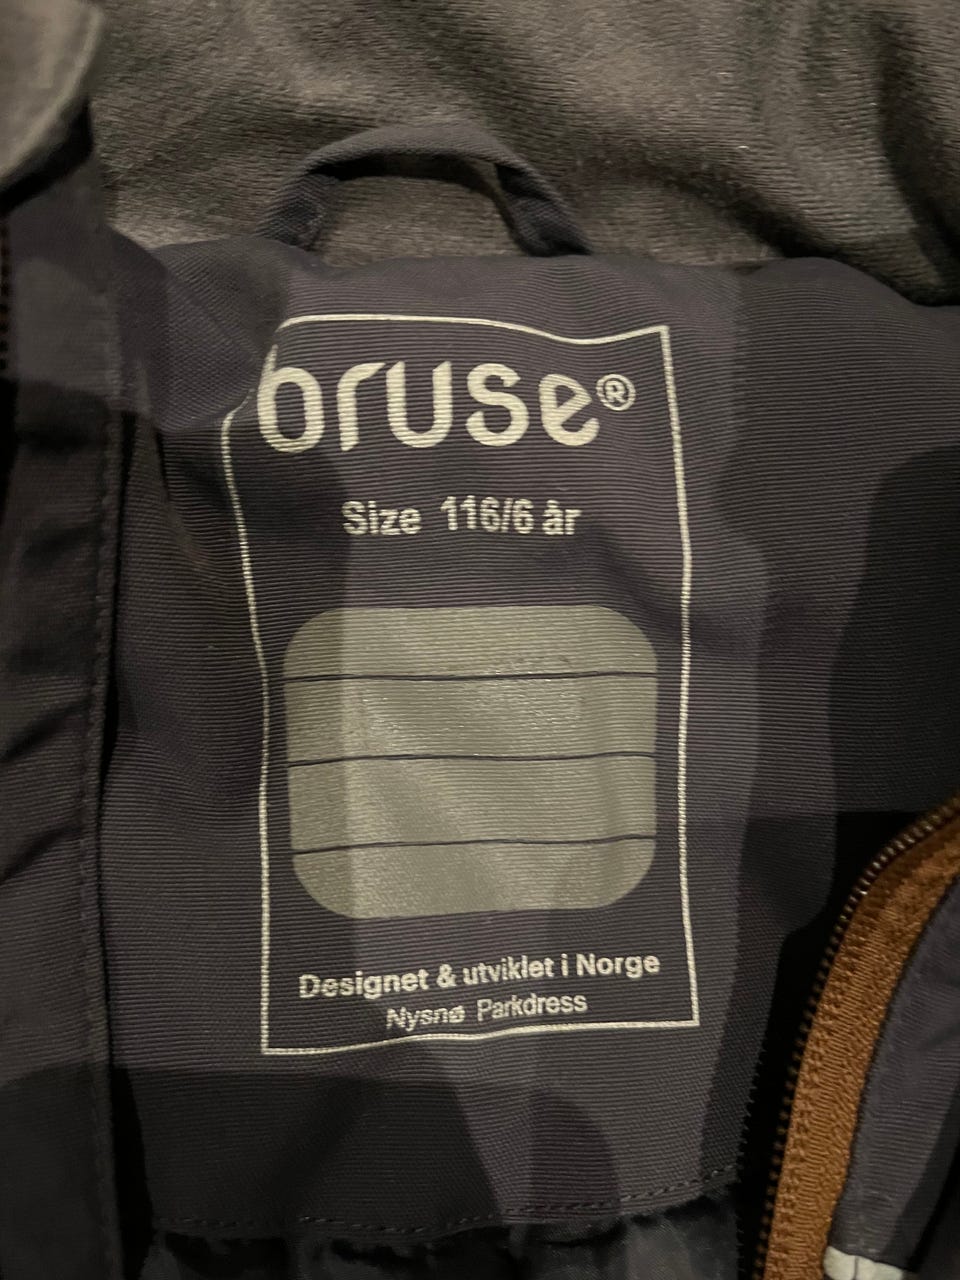 bruse®
Size 116/6 år
Designet & utviklet i Norge
Nysnø Parkdress